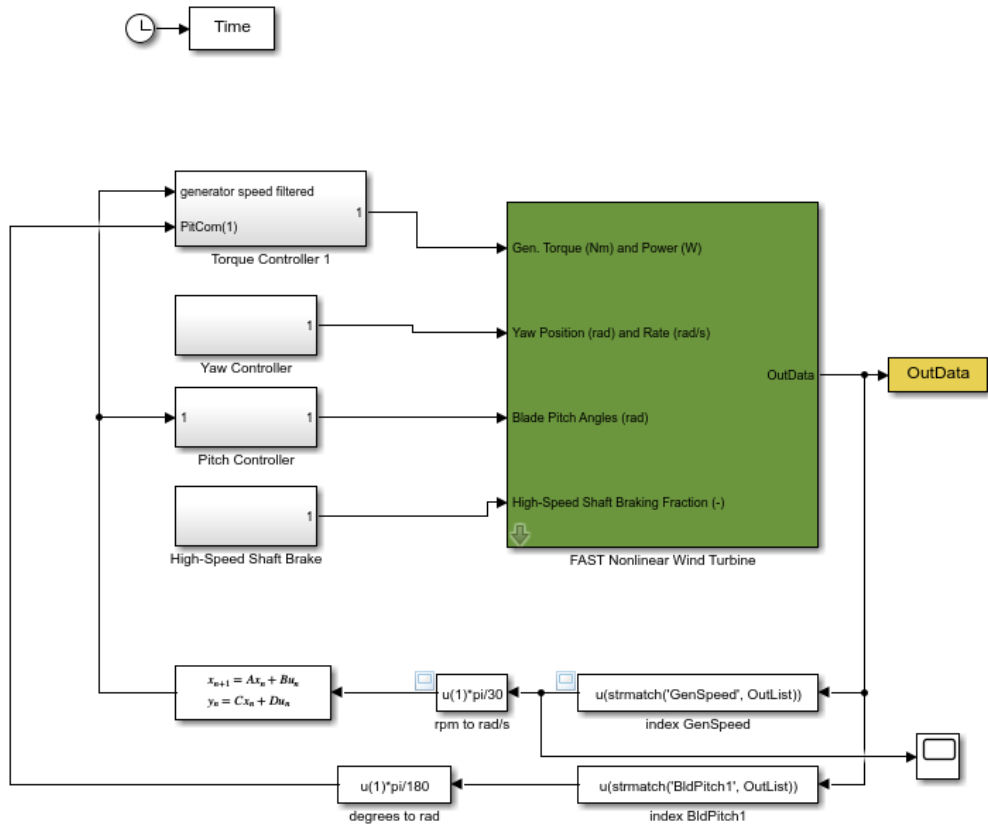 Time
generator speed filtered
1
PitCom(1)
Torque Controller 1
Gen. Torque (Nm) and Power (W)
1
Yaw Controller
Yaw Position (rad) and Rate (rad/s)
OutData
OutData
1
1
Pitch Controller
Blade Pitch Angles (rad)
1
High-Speed Shaft Brake
High-Speed Shaft Braking Fraction (-)
FAST Nonlinear Wind Turbine
xₙ₊₁ = Axₙ + Buₙ
yₙ = Cxₙ + Duₙ
u(1)*pi/30
rpm to rad/s
u(strmatch('GenSpeed', OutList))
index GenSpeed
u(1)*pi/180
degrees to rad
u(strmatch('BldPitch1', OutList))
index BldPitch1